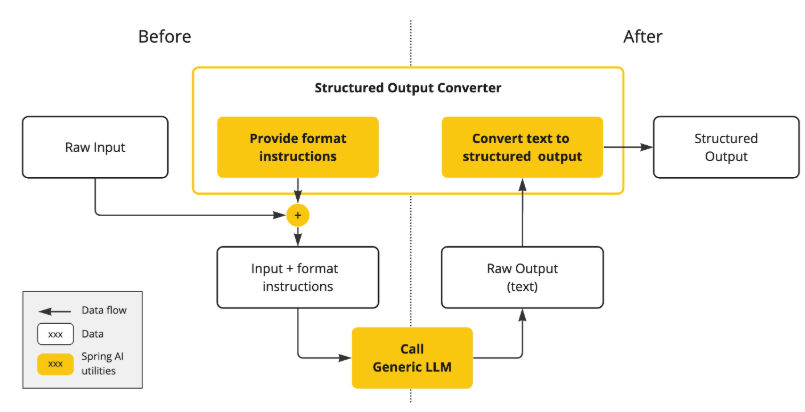 Before
After
Structured Output Converter
Raw Input
Provide format
instructions
Convert text to
structured output
Structured
Output
+
Input + format
instructions
Raw Output
(text)
Call
Generic LLM
Data flow
xxx
Data
xxx
Spring AI
utilities